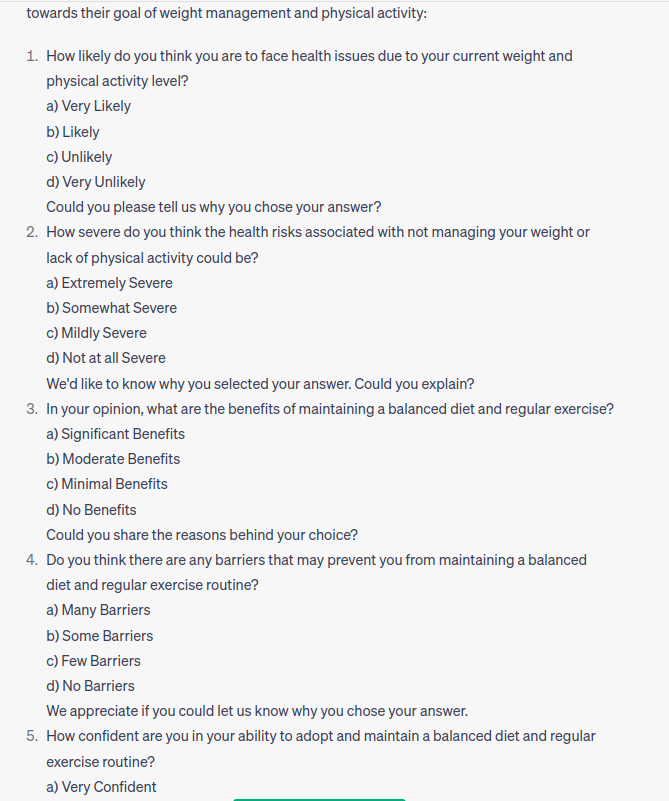 towards their goal of weight management and physical activity:
1. How likely do you think you are to face health issues due to your current weight and
physical activity level?
a) Very Likely
b) Likely
c) Unlikely
d) Very Unlikely
Could you please tell us why you chose your answer?
2. How severe do you think the health risks associated with not managing your weight or
lack of physical activity could be?
a) Extremely Severe
b) Somewhat Severe
c) Mildly Severe
d) Not at all Severe
We'd like to know why you selected your answer. Could you explain?
3. In your opinion, what are the benefits of maintaining a balanced diet and regular exercise?
a) Significant Benefits
b) Moderate Benefits
c) Minimal Benefits
d) No Benefits
Could you share the reasons behind your choice?
4. Do you think there are any barriers that may prevent you from maintaining a balanced
diet and regular exercise routine?
a) Many Barriers
b) Some Barriers
c) Few Barriers
d) No Barriers
We appreciate if you could let us know why you chose your answer.
5. How confident are you in your ability to adopt and maintain a balanced diet and regular
exercise routine?
a) Very Confident